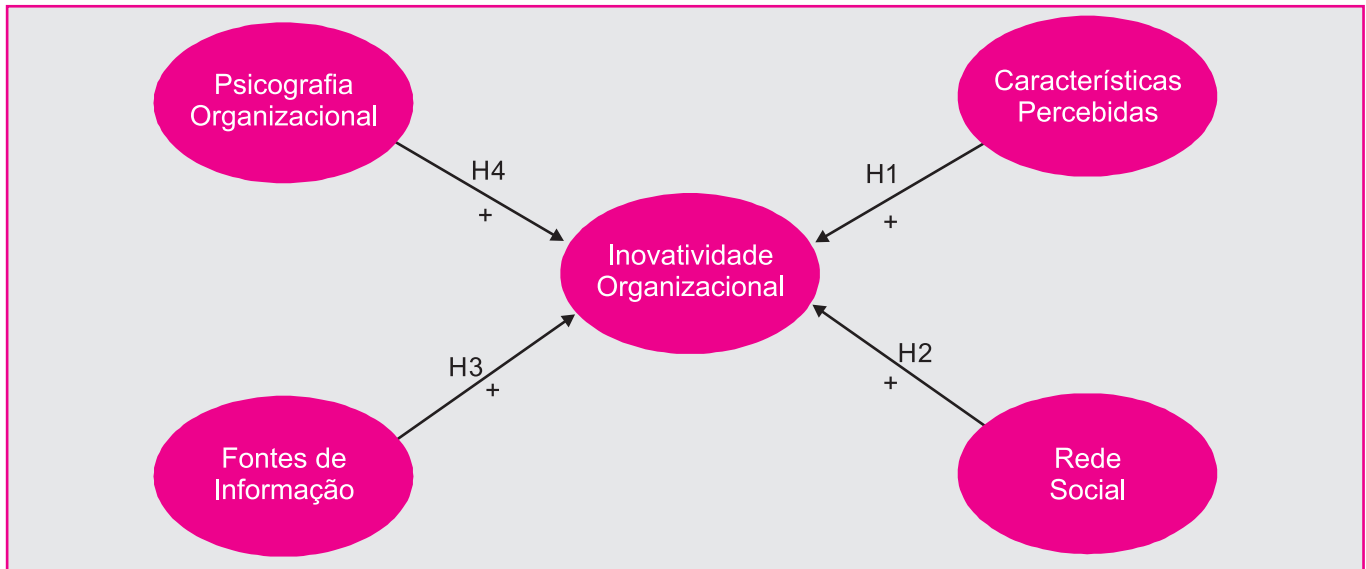 Psicografia
Organizacional
Características
Percebidas
H4
+
H1
+
Inovatividade
Organizacional
H3
+
H2
+
Fontes de
Informação
Rede
Social